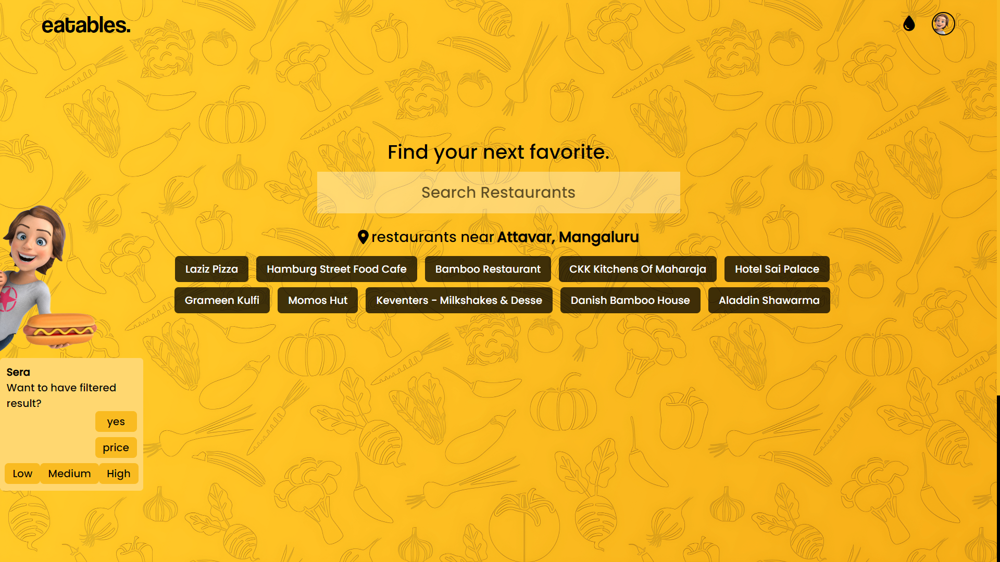 eatables.
Find your next favorite.
Search Restaurants
restaurants near Attavar, Mangaluru
Laziz Pizza
Hamburg Street Food Cafe
Bamboo Restaurant
CKK Kitchens Of Maharaja
Hotel Sai Palace
Grameen Kulfi
Momos Hut
Keventers - Milkshakes & Desse
Danish Bamboo House
Aladdin Shawarma
Sera
Want to have filtered
result?
yes
price
Low
Medium
High